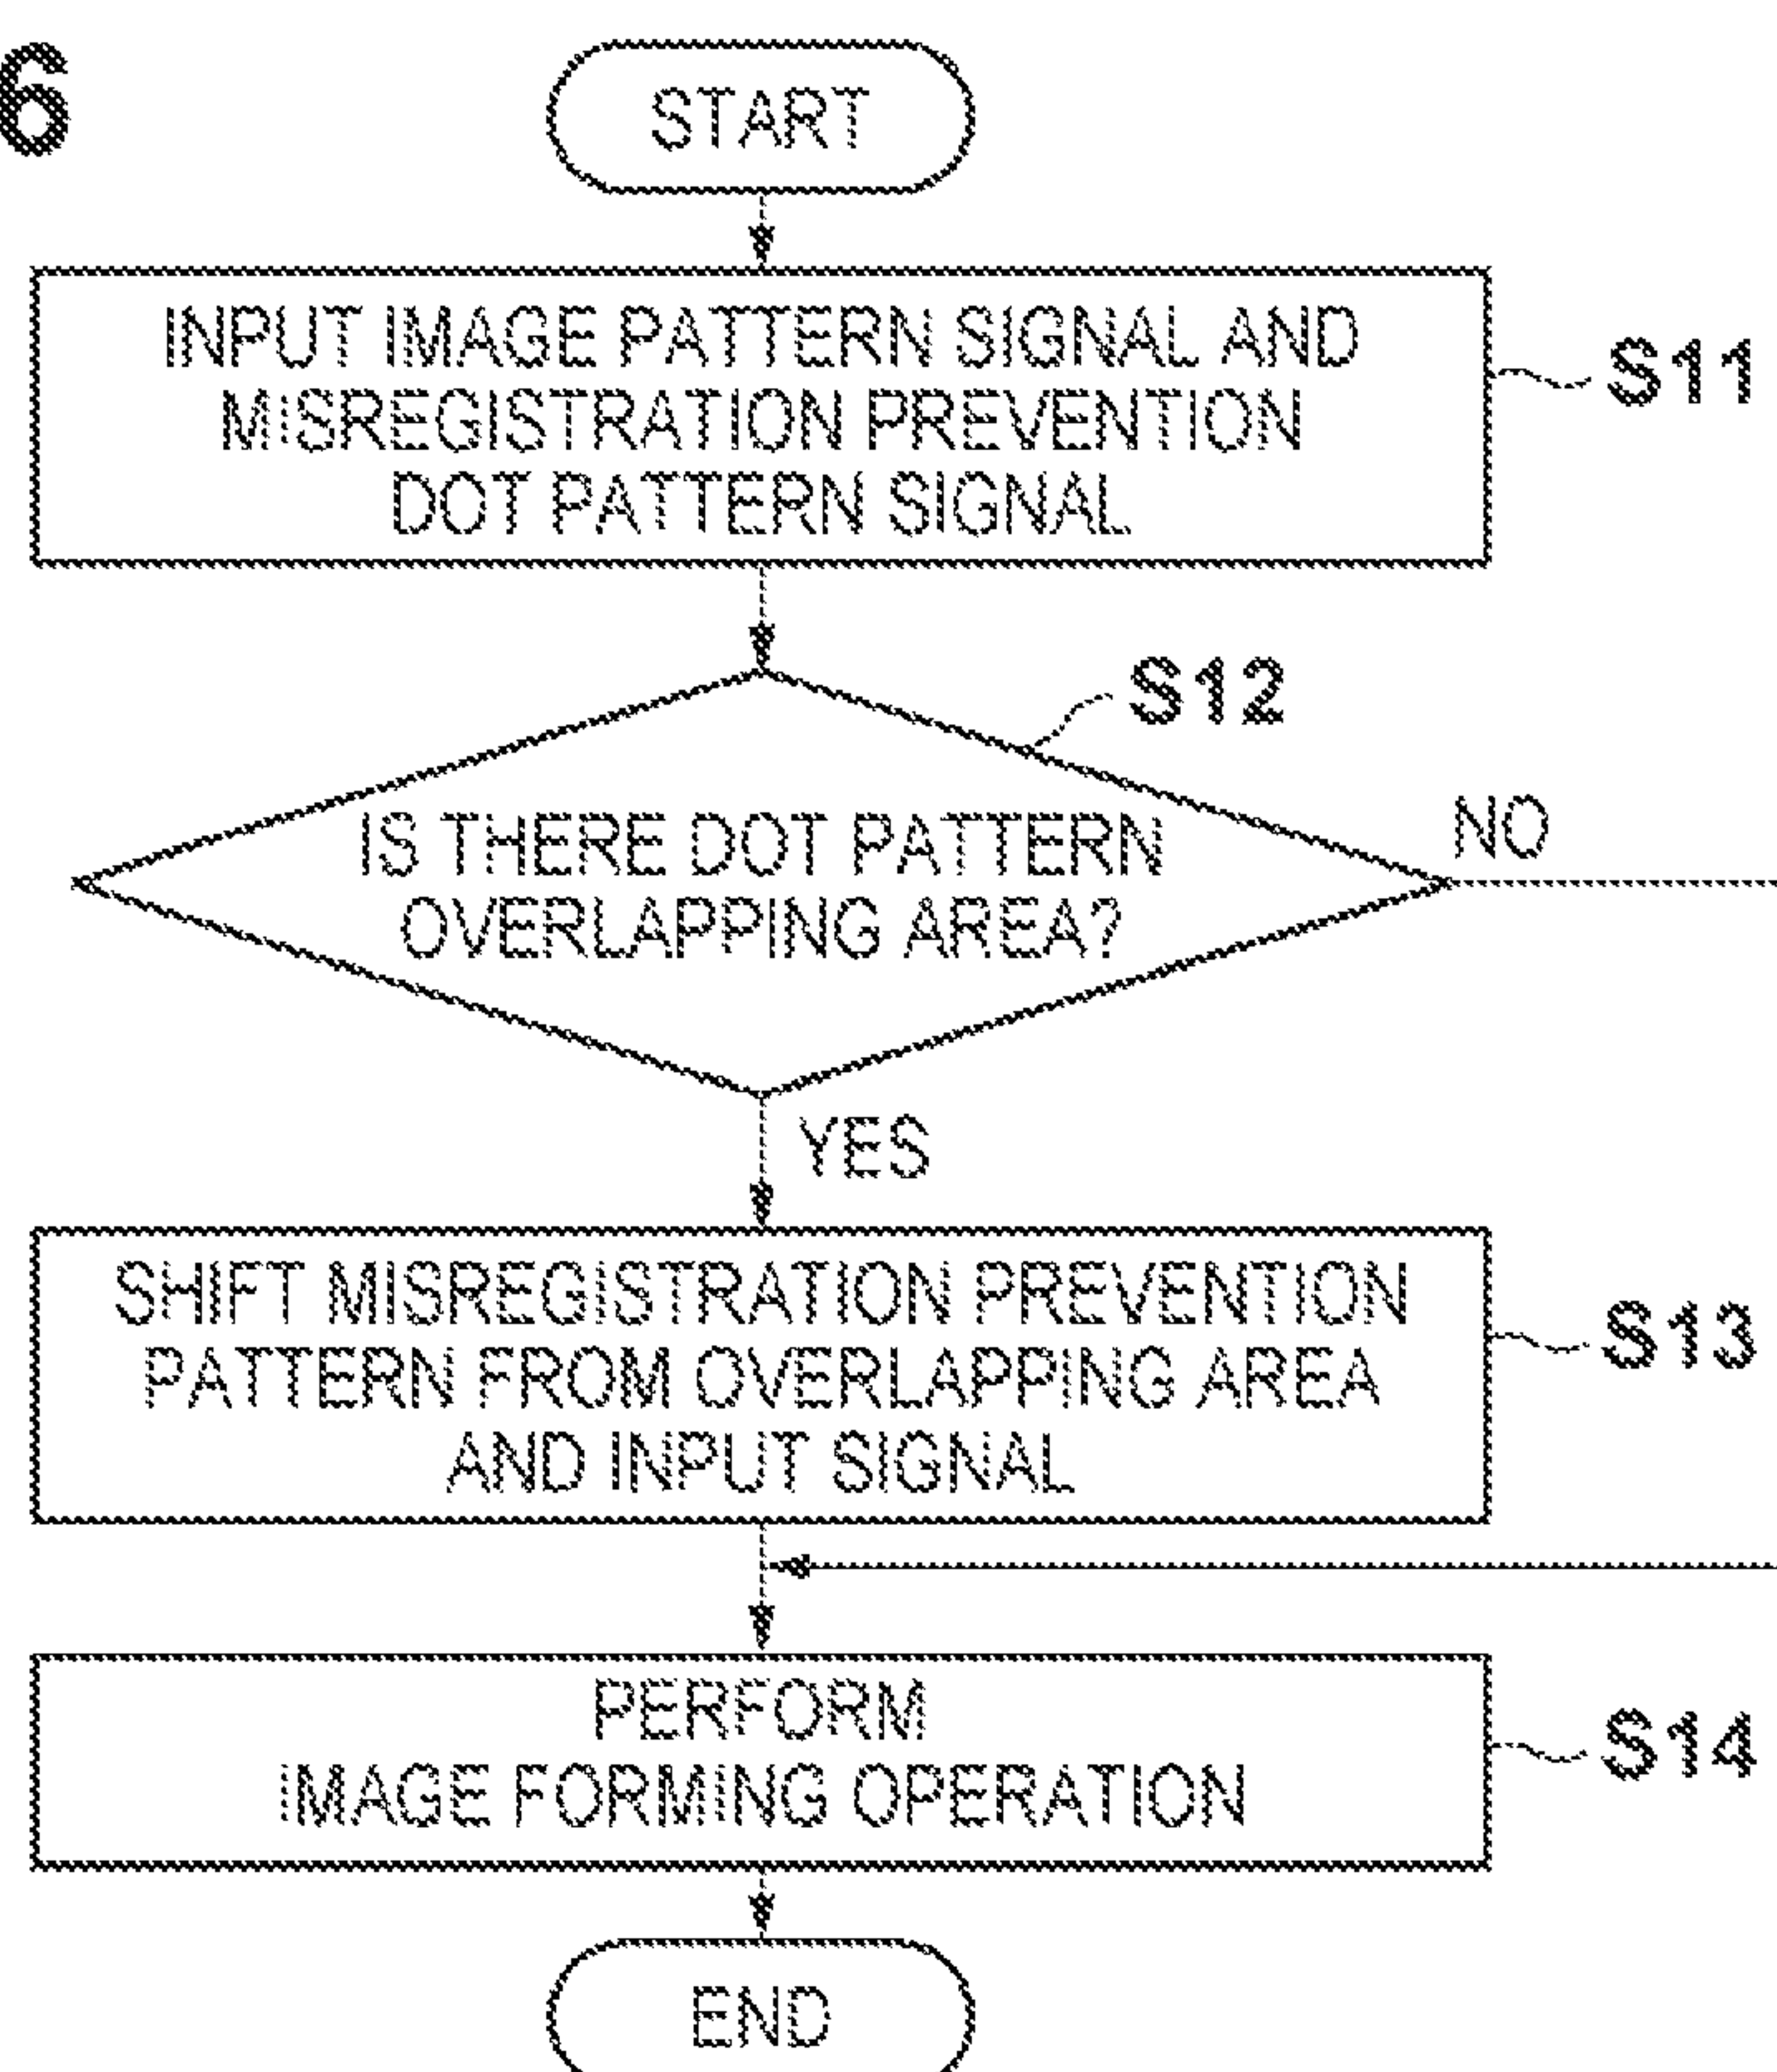 6
START
INPUT IMAGE PATTERN SIGNAL AND
MISREGISTRATION PREVENTION
DOT PATTERN SIGNAL
S11
S12
IS THERE DOT PATTERN
OVERLAPPING AREA?
NO
YES
SHIFT MISREGISTRATION PREVENTION
PATTERN FROM OVERLAPPING AREA
AND INPUT SIGNAL
S13
PERFORM
IMAGE FORMING OPERATION
S14
END